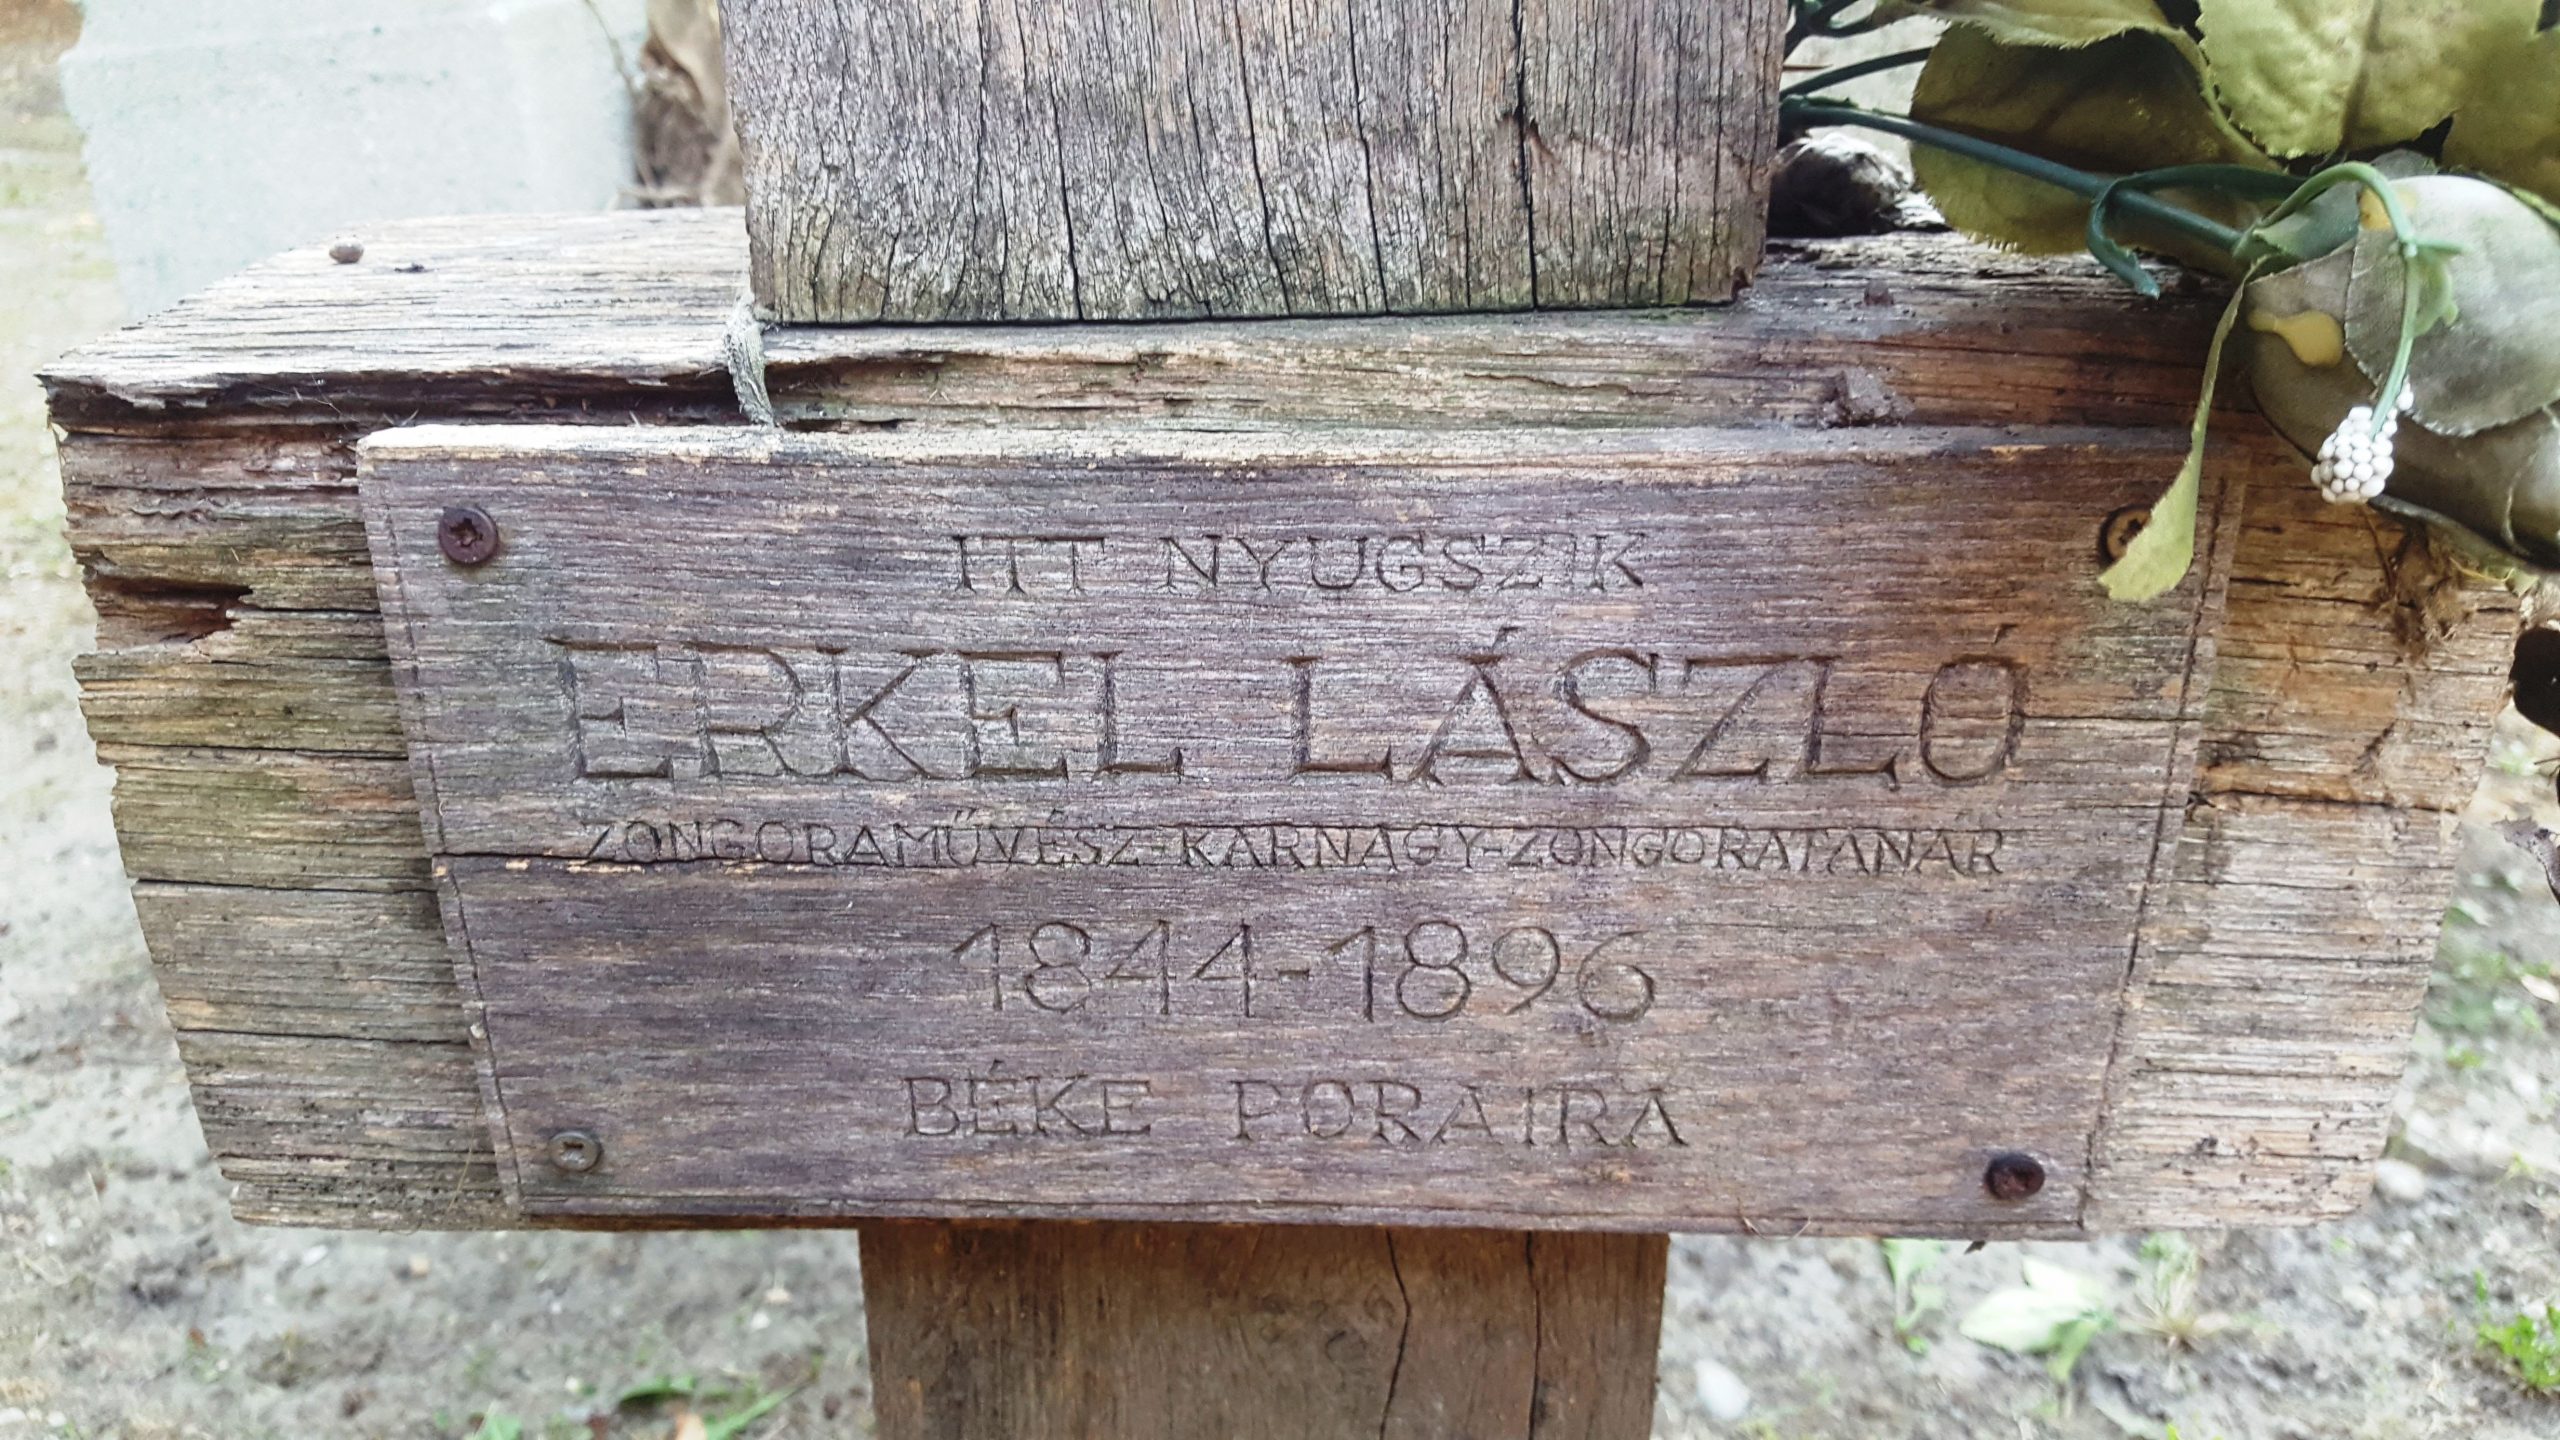 ITT NYUGSZIK
ERKEL LÁSZLÓ
ZONGORAMŰVÉSZ-KARNAGY-ZONGORATANÁR
1844-1896
BÉKE PORAIRA